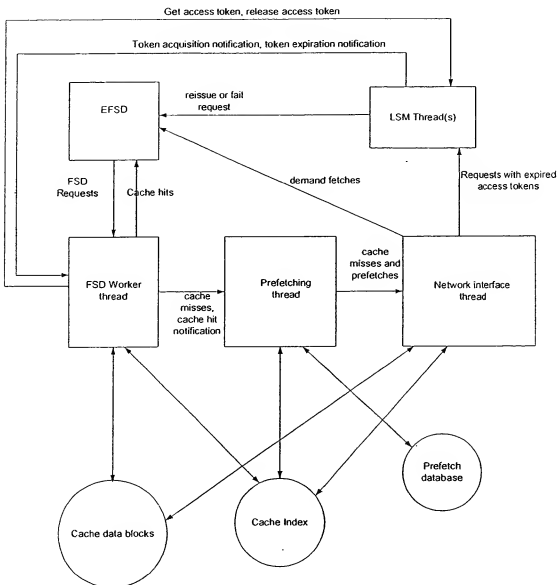 Get access token, release access token
Token acquisition notification, token expiration notification
EFSD
reissue or fail
request
LSM Thread(s)
FSD
Requests
Cache hits
demand fetches
Requests with expired
access tokens
FSD Worker
thread
cache
misses,
cache hit
notification
Prefetching
thread
cache
misses and
prefetches
Network interface
thread
Cache data blocks
Cache Index
Prefetch
database